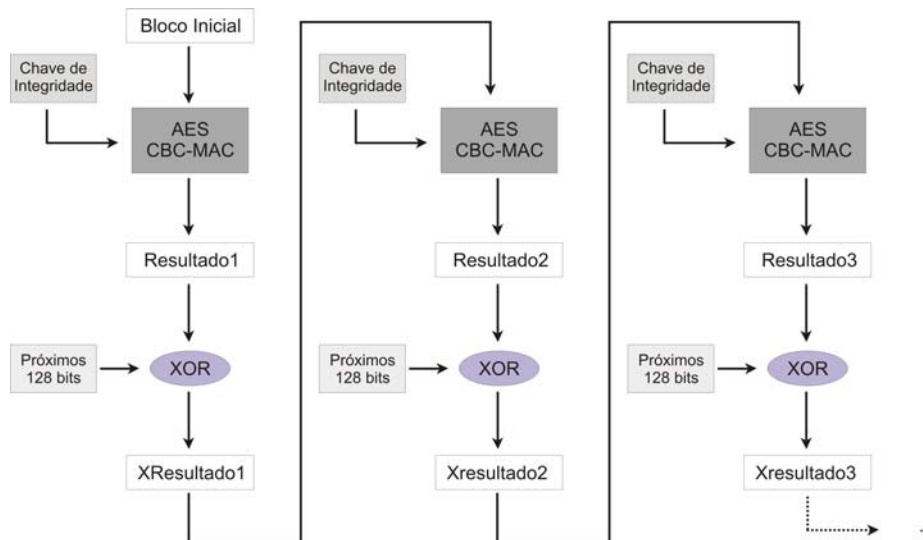 Bloco Inicial
Chave de
Integridade
AES
CBC-MAC
Resultado1
Próximos
128 bits
XOR
XResultado1
Chave de
Integridade
AES
CBC-MAC
Resultado2
Próximos
128 bits
XOR
Xresultado2
Chave de
Integridade
AES
CBC-MAC
Resultado3
Próximos
128 bits
XOR
Xresultado3